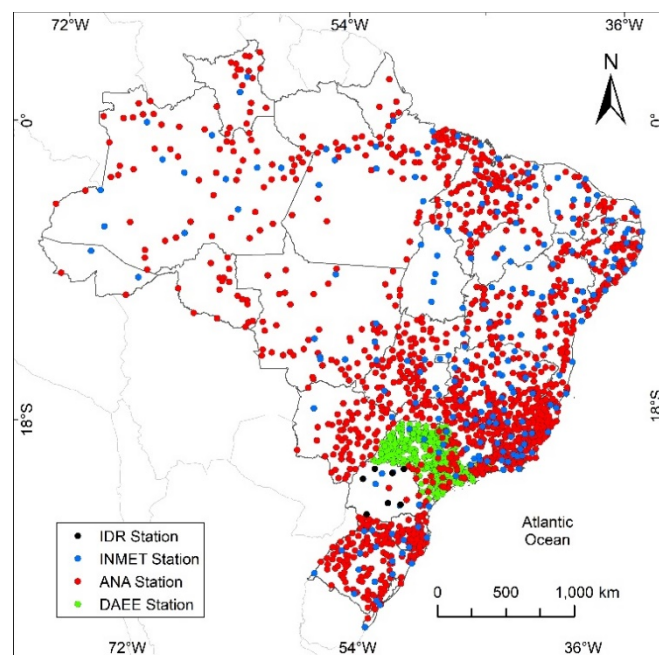 72°W 54°W 36°W
N
0° 0°
18°S 18°S
IDR Station
INMET Station
ANA Station
DAEE Station
Atlantic
Ocean
0 500 1,000 km
72°W 54°W 36°W